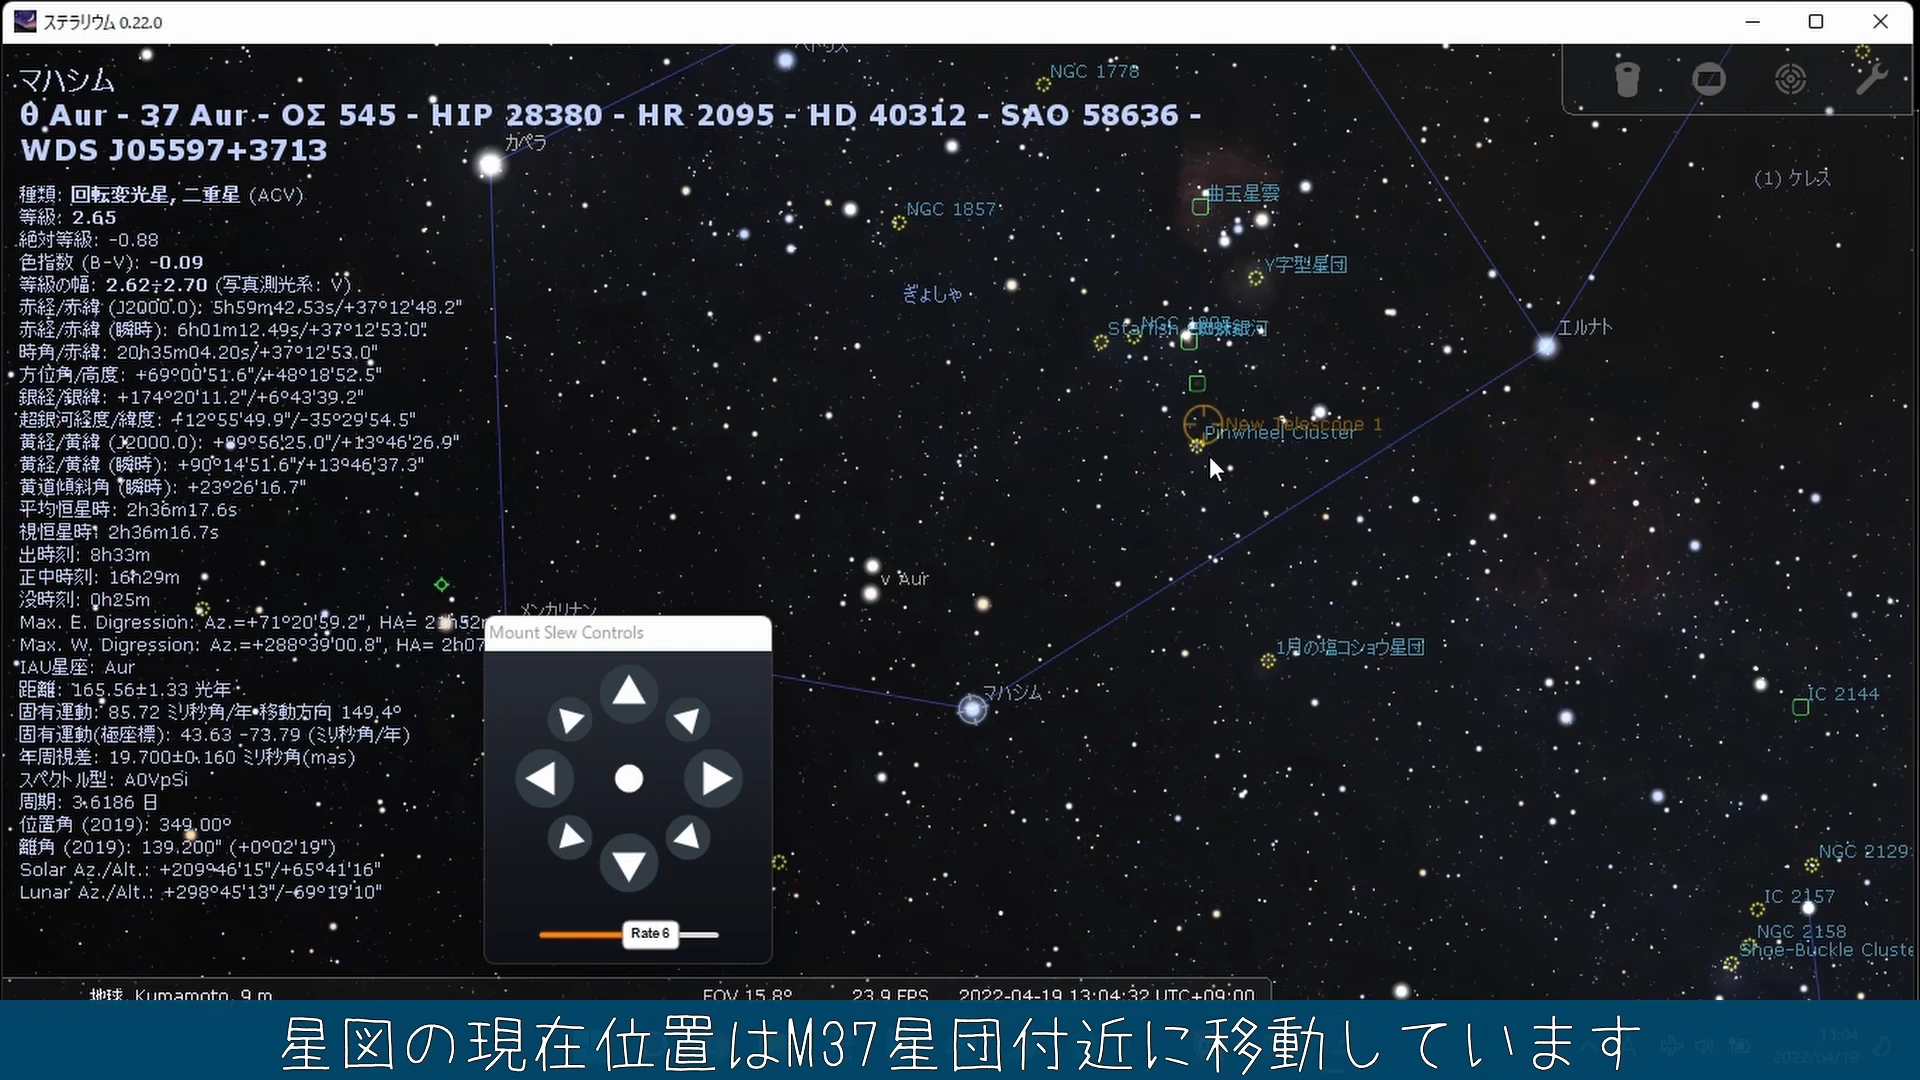 ステラリウム 0.22.0
マハシム
θ Aur - 37 Aur - ΟΣ 545 - HIP 28380 - HR 2095 - HD 40312 - SAO 58636 -
WDS J05597+3713
種類: 回転変光星, 二重星 (AGV)
等級: 2.65
絶対等級: -0.88
色指数 (B-V): -0.09
等級の幅: 2.62÷2.70 (写真測光系: V)
赤経/赤緯 (J2000.0): 5h59m42.53s/+37°12'48.2"
赤経/赤緯 (瞬時): 6h01m12.49s/+37°12'53.0"
時角/赤緯: 20h35m04.20s/+37°12'53.0"
方位角/高度: +69°00'51.6"/+48°18'52.5"
銀経/銀緯: +174°20'11.2"/+6°43'39.2"
超銀河経度/緯度: +12°55'49.9"/-35°29'54.5"
黄経/黄緯 (J2000.0): +89°56'25.0"/+13°46'26.9"
黄経/黄緯 (瞬時): +90°14'51.6"/+13°46'37.3"
黄道傾斜角 (瞬時): +23°26'16.7"
平均恒星時: 2h36m17.6s
視恒星時: 2h36m16.7s
出時刻: 8h33m
正中時刻: 16h29m
没時刻: 0h25m
Max. E. Digression: Az.=+71°20'59.2", HA= 21h52m
Max. W. Digression: Az.=+288°39'00.8", HA= 2h07
IAU星座: Aur
距離: 165.56±1.33 光年
固有運動: 85.72 ミリ秒角/年 移動方向 149.4°
固有運動(極座標): 43.63 -73.79 (ミリ秒角/年)
年周視差: 19.700±0.160 ミリ秒角(mas)
スペクトル型: A0VpSi
周期: 3.6186 日
位置角 (2019): 349.00°
離角 (2019): 139.200" (+0°02'19")
Solar Az./Alt.: +209°46'15"/+65°41'16"
Lunar Az./Alt.: +298°45'13"/-69°19'10"
カペラ
NGC 1778
NGC 1857
曲玉星雲
(1) ケレス
Y字型星団
ぎょしゃ
Starfish
エルナト
New Telescope 1
Pinwheel Cluster
ν Aur
メンカリナン
1月の塩コショウ星団
マハシム
IC 2144
NGC 2129
IC 2157
NGC 2158
Shoe-Buckle Cluste
Mount Slew Controls
Rate 6
地球, Kumamoto, 9 m
FOV 15.8°
23.9 FPS
2022-04-19 13:04:32 UTC+09:00
星図の現在位置はM37星団付近に移動しています
13:04
2022/04/19